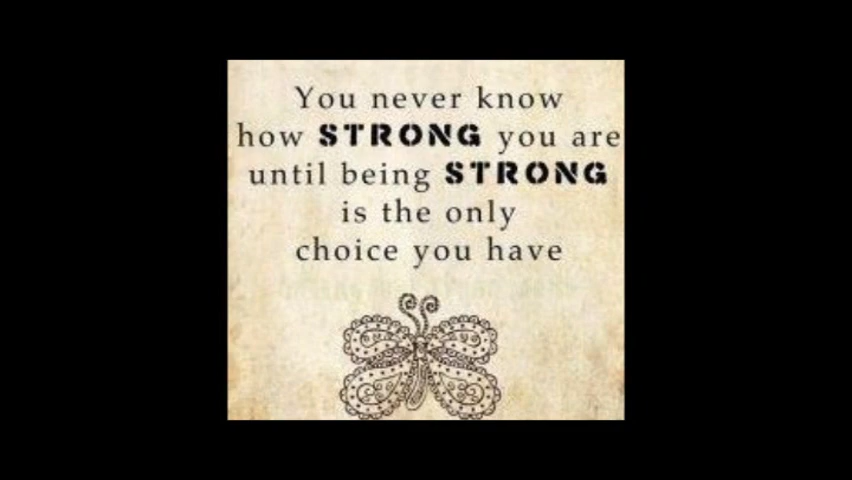 You never know
how STRONG you are
until being STRONG
is the only
choice you have